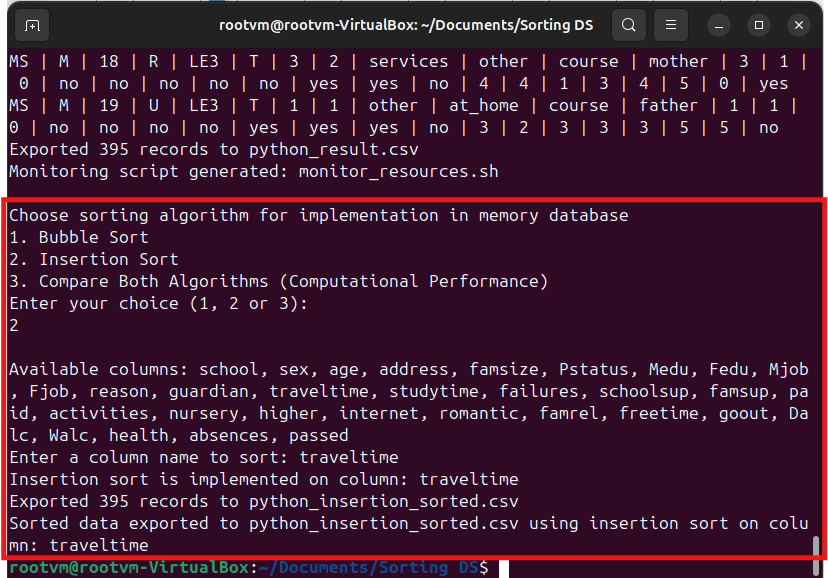 rootvm@rootvm-VirtualBox: ~/Documents/Sorting DS
MS | M | 18 | R | LE3 | T | 3 | 2 | services | other | course | mother | 3 | 1 |
0 | no | no | no | no | no | yes | yes | no | 4 | 4 | 1 | 3 | 4 | 5 | 0 | yes
MS | M | 19 | U | LE3 | T | 1 | 1 | other | at_home | course | father | 1 | 1 |
0 | no | no | no | no | yes | yes | yes | no | 3 | 2 | 3 | 3 | 3 | 5 | 5 | no
Exported 395 records to python_result.csv
Monitoring script generated: monitor_resources.sh
Choose sorting algorithm for implementation in memory database
1. Bubble Sort
2. Insertion Sort
3. Compare Both Algorithms (Computational Performance)
Enter your choice (1, 2 or 3):
2
Available columns: school, sex, age, address, famsize, Pstatus, Medu, Fedu, Mjob
, Fjob, reason, guardian, traveltime, studytime, failures, schoolsup, famsup, pa
id, activities, nursery, higher, internet, romantic, famrel, freetime, goout, Da
lc, Walc, health, absences, passed
Enter a column name to sort: traveltime
Insertion sort is implemented on column: traveltime
Exported 395 records to python_insertion_sorted.csv
Sorted data exported to python_insertion_sorted.csv using insertion sort on colu
mn: traveltime
rootvm@rootvm-VirtualBox:~/Documents/Sorting DS$